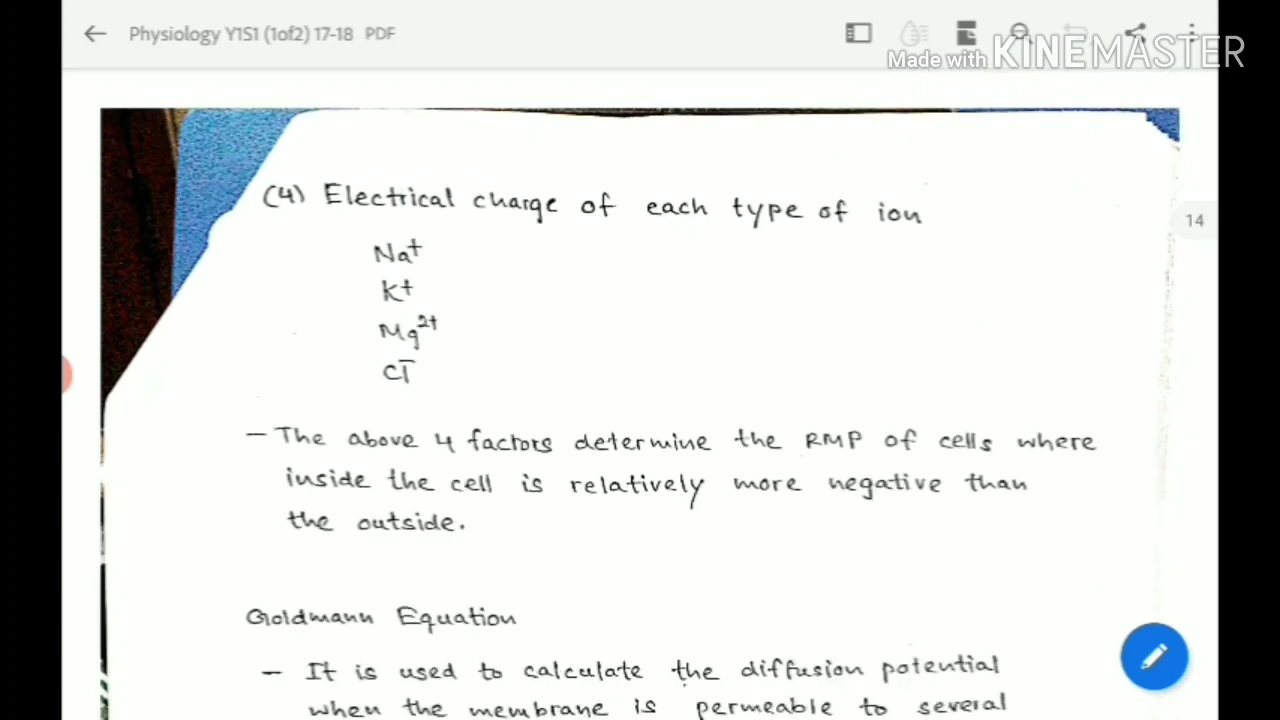 Physiology Y1S1 (1of2) 17-18 PDF
Made with KINEMASTER
14
(4) Electrical charge of each type of ion
Na⁺
K⁺
Mg²⁺
Cl⁻
- The above 4 factors determine the RMP of cells where
inside the cell is relatively more negative than
the outside.
Goldmann Equation
- It is used to calculate the diffusion potential
when the membrane is permeable to several